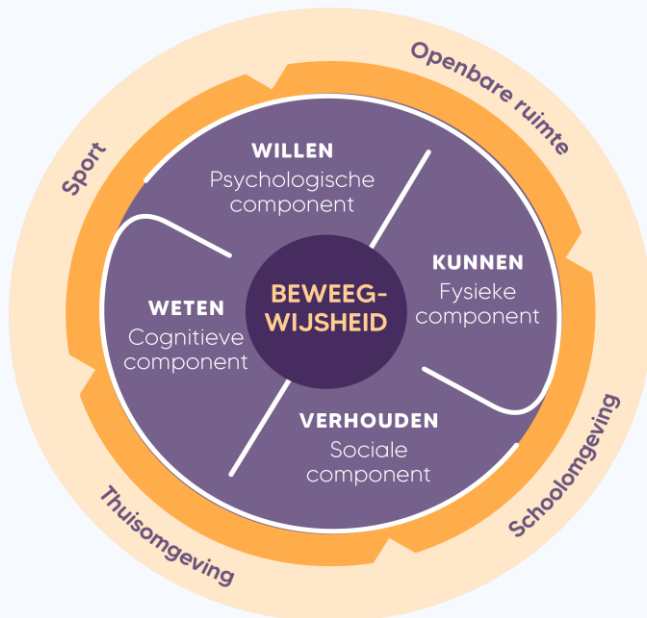 Openbare ruimte
Sport
WILLEN
Psychologische
component
KUNNEN
Fysieke
component
BEWEEG-
WIJSHEID
WETEN
Cognitieve
component
VERHOUDEN
Sociale
component
Schoolomgeving
Thuisomgeving